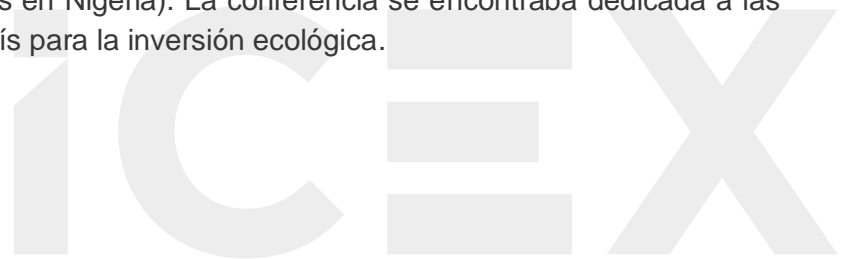 s en Nigeria). La conferencia se encontraba dedicada a las
ís para la inversión ecológica.
ICEX